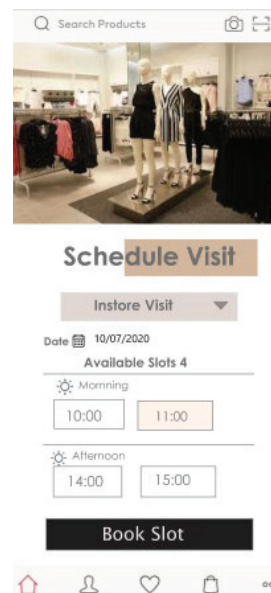 Search Products
Schedule Visit
Instore Visit
Date 10/07/2020
Available Slots 4
Mornning
10:00 11:00
Afternoon
14:00 15:00
Book Slot